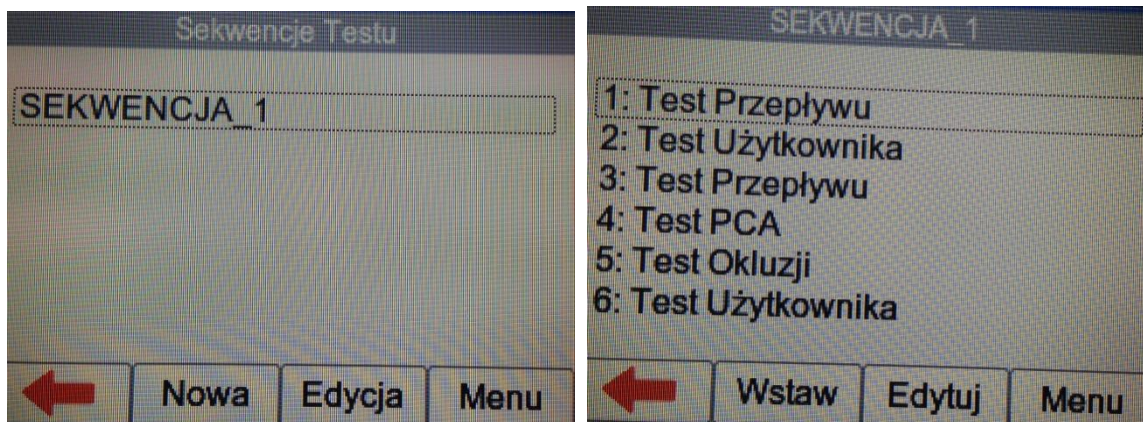 Sekwencje Testu
SEKWENCJA_1
Nowa
Edycja
Menu
SEKWENCJA_1
1: Test Przepływu
2: Test Użytkownika
3: Test Przepływu
4: Test PCA
5: Test Okluzji
6: Test Użytkownika
Wstaw
Edytuj
Menu